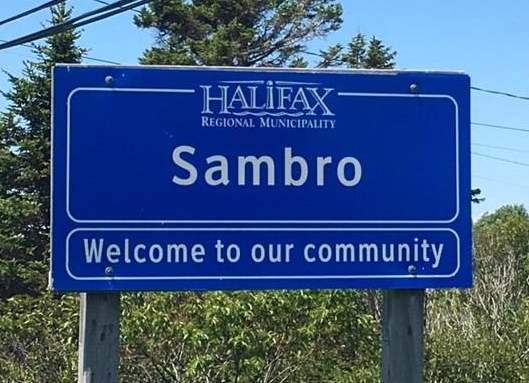 HALIFAX
REGIONAL MUNICIPALITY
Sambro
Welcome to our community